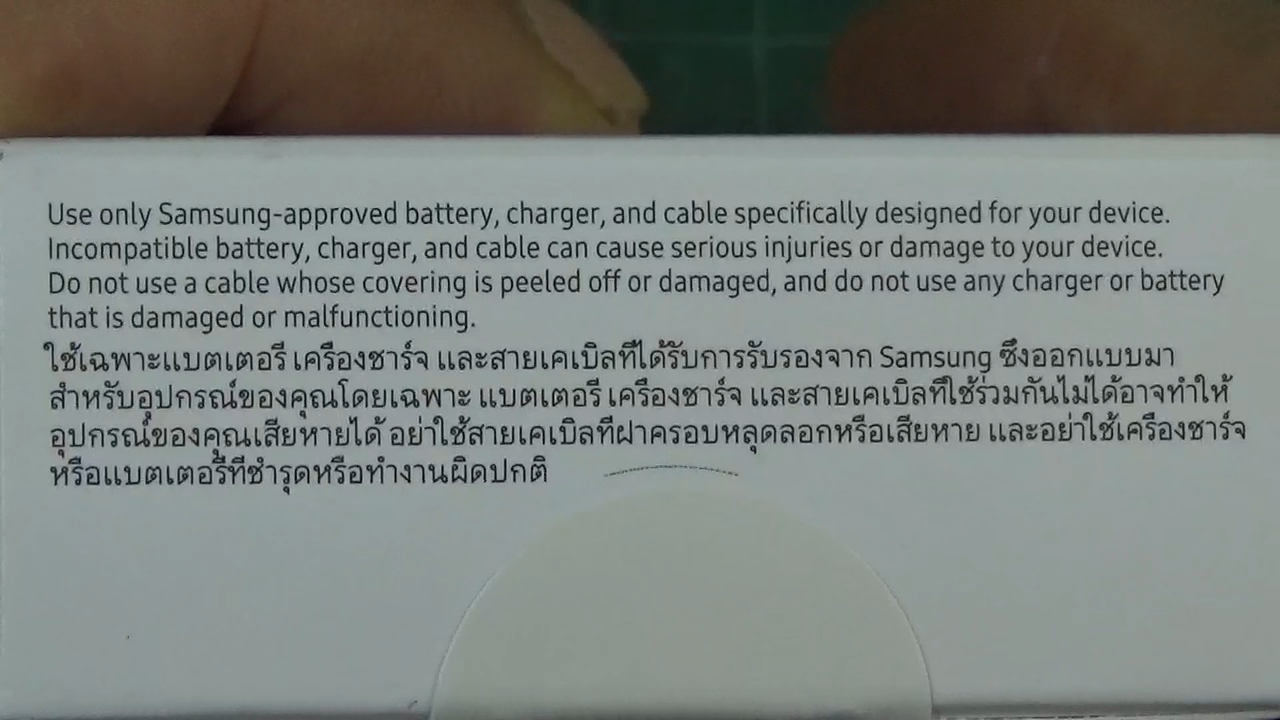 Use only Samsung-approved battery, charger, and cable specifically designed for your device.
Incompatible battery, charger, and cable can cause serious injuries or damage to your device.
Do not use a cable whose covering is peeled off or damaged, and do not use any charger or battery
that is damaged or malfunctioning.
ใช้เฉพาะแบตเตอรี่ เครื่องชาร์จ และสายเคเบิลที่ได้รับการรับรองจาก Samsung ซึ่งออกแบบมา
สำหรับอุปกรณ์ของคุณโดยเฉพาะ แบตเตอรี่ เครื่องชาร์จ และสายเคเบิลที่ใช้ร่วมกันไม่ได้อาจทำให้
อุปกรณ์ของคุณเสียหายได้ อย่าใช้สายเคเบิลที่ฝาครอบหลุดลอกหรือเสียหาย และอย่าใช้เครื่องชาร์จ
หรือแบตเตอรี่ที่ชำรุดหรือทำงานผิดปกติ